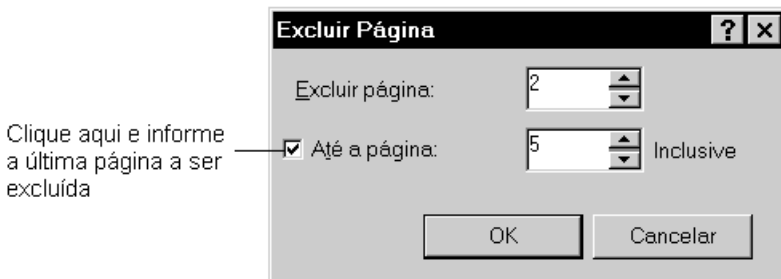 Excluir Página
Excluir página: 2
Clique aqui e informe
a última página a ser
excluída
Até a página: 5 Inclusive
OK Cancelar